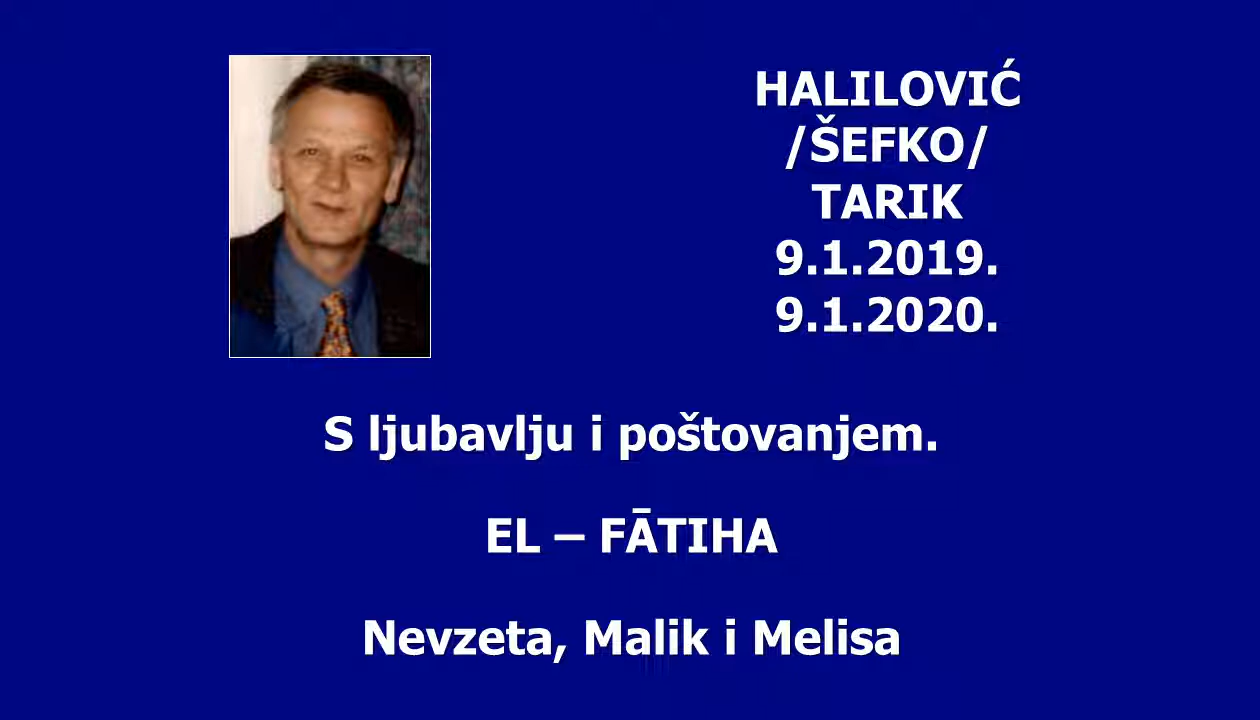 HALILOVIĆ
/ŠEFKO/
TARIK
9.1.2019.
9.1.2020.
S ljubavlju i poštovanjem.
EL – FĀTIHA
Nevzeta, Malik i Melisa